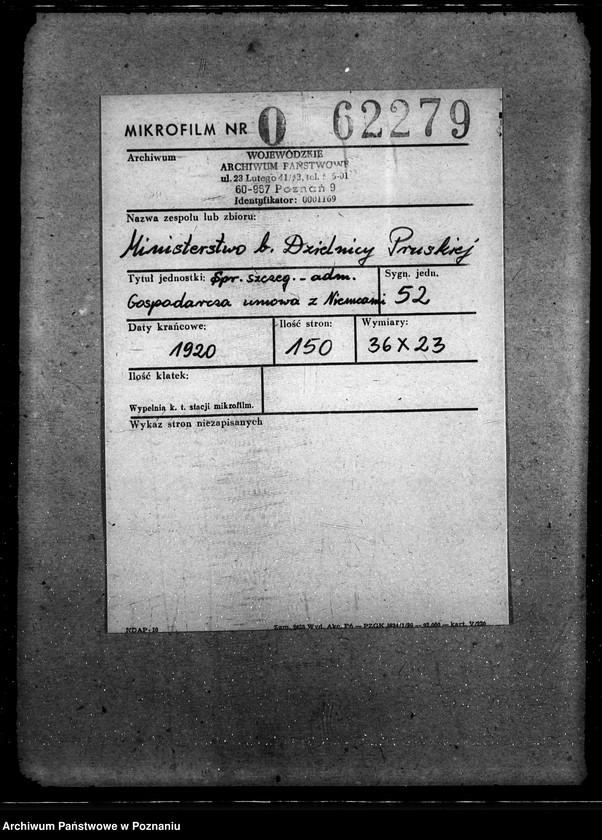 MIKROFILM NR 0 62279
Archiwum
WOJEWÓDZKIE
ARCHIWUM PAŃSTWOWE
ul. 23 Lutego 41/43, tel.
60-967 Poznań 9
Identyfikator: 0001169
Nazwa zespołu lub zbioru:
Ministerstwo b. Dzielnicy Pruskiej
Tytuł jednostki: Spr. szczeg. - adm.
Sygn. jedn.
Gospodarcza umowa z Niemcami
52
Daty krańcowe:
Ilość stron:
Wymiary:
1920
150
36 x 23
Ilość klatek:
Wypełnia k. t. stacji mikrofilm.
Wykaz stron niezapisanych
Archiwum Państwowe w Poznaniu